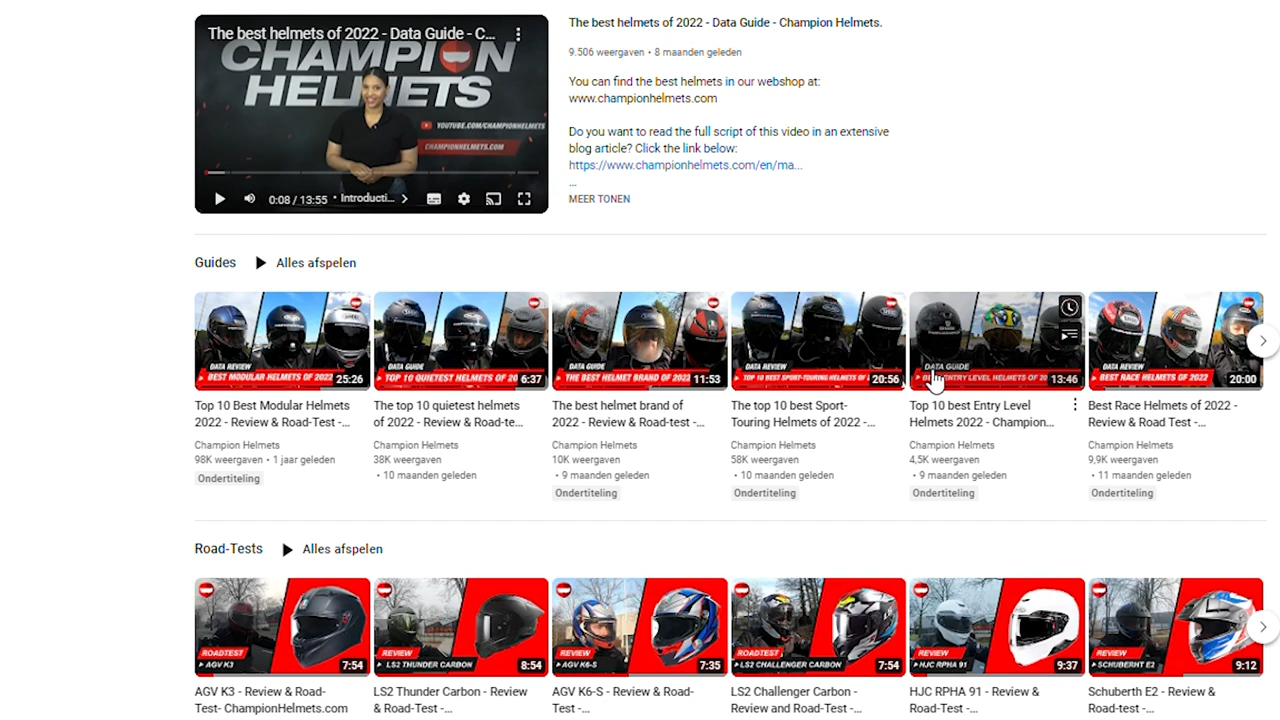 The best helmets of 2022 - Data Guide - C...
CHAMPION
HELMETS
YOUTUBE.COM/CHAMPIONHELMETS
CHAMPIONHELMETS.COM
0:08 / 13:55 • Introducti...
The best helmets of 2022 - Data Guide - Champion Helmets.
9.506 weergaven • 8 maanden geleden
You can find the best helmets in our webshop at:
www.championhelmets.com
Do you want to read the full script of this video in an extensive
blog article? Click the link below:
https://www.championhelmets.com/en/ma...
...
MEER TONEN
Guides
Alles afspelen
DATA REVIEW
BEST MODULAR HELMETS OF 2022
25:26
Top 10 Best Modular Helmets
2022 - Review & Road-Test -...
Champion Helmets
98K weergaven • 1 jaar geleden
Ondertiteling
DATA GUIDE
TOP 10 QUIETEST HELMETS OF 20
6:37
The top 10 quietest helmets
of 2022 - Review & Road-te...
Champion Helmets
38K weergaven
• 10 maanden geleden
DATA GUIDE
THE BEST HELMET BRAND OF 2022
11:53
The best helmet brand of
2022 - Review & Road-test -...
Champion Helmets
10K weergaven
• 9 maanden geleden
Ondertiteling
DATA REVIEW
TOP 10 BEST SPORT-TOURING HELMETS OF
20:56
The top 10 best Sport-
Touring Helmets of 2022 -...
Champion Helmets
58K weergaven
• 10 maanden geleden
Ondertiteling
DATA GUIDE
ENTRY LEVEL HELMETS OF 20
13:46
Top 10 best Entry Level
Helmets 2022 - Champion...
Champion Helmets
4,5K weergaven
• 9 maanden geleden
Ondertiteling
DATA REVIEW
BEST RACE HELMETS OF 2022
20:00
Best Race Helmets of 2022 -
Review & Road Test -...
Champion Helmets
9,9K weergaven
• 11 maanden geleden
Ondertiteling
Road-Tests
Alles afspelen
ROADTEST
AGV K3
7:54
AGV K3 - Review & Road-
Test- ChampionHelmets.com
REVIEW
LS2 THUNDER CARBON
8:54
LS2 Thunder Carbon - Review
& Road-Test -...
REVIEW
AGV K6-S
7:35
AGV K6-S - Review & Road-
Test -...
ROADTEST
LS2 CHALLENGER CARBON
7:54
LS2 Challenger Carbon -
Review and Road-Test -...
REVIEW
HJC RPHA 91
9:37
HJC RPHA 91 - Review &
Road-Test -...
REVIEW
SCHUBERHT E2
9:12
Schuberth E2 - Review &
Road-test -...